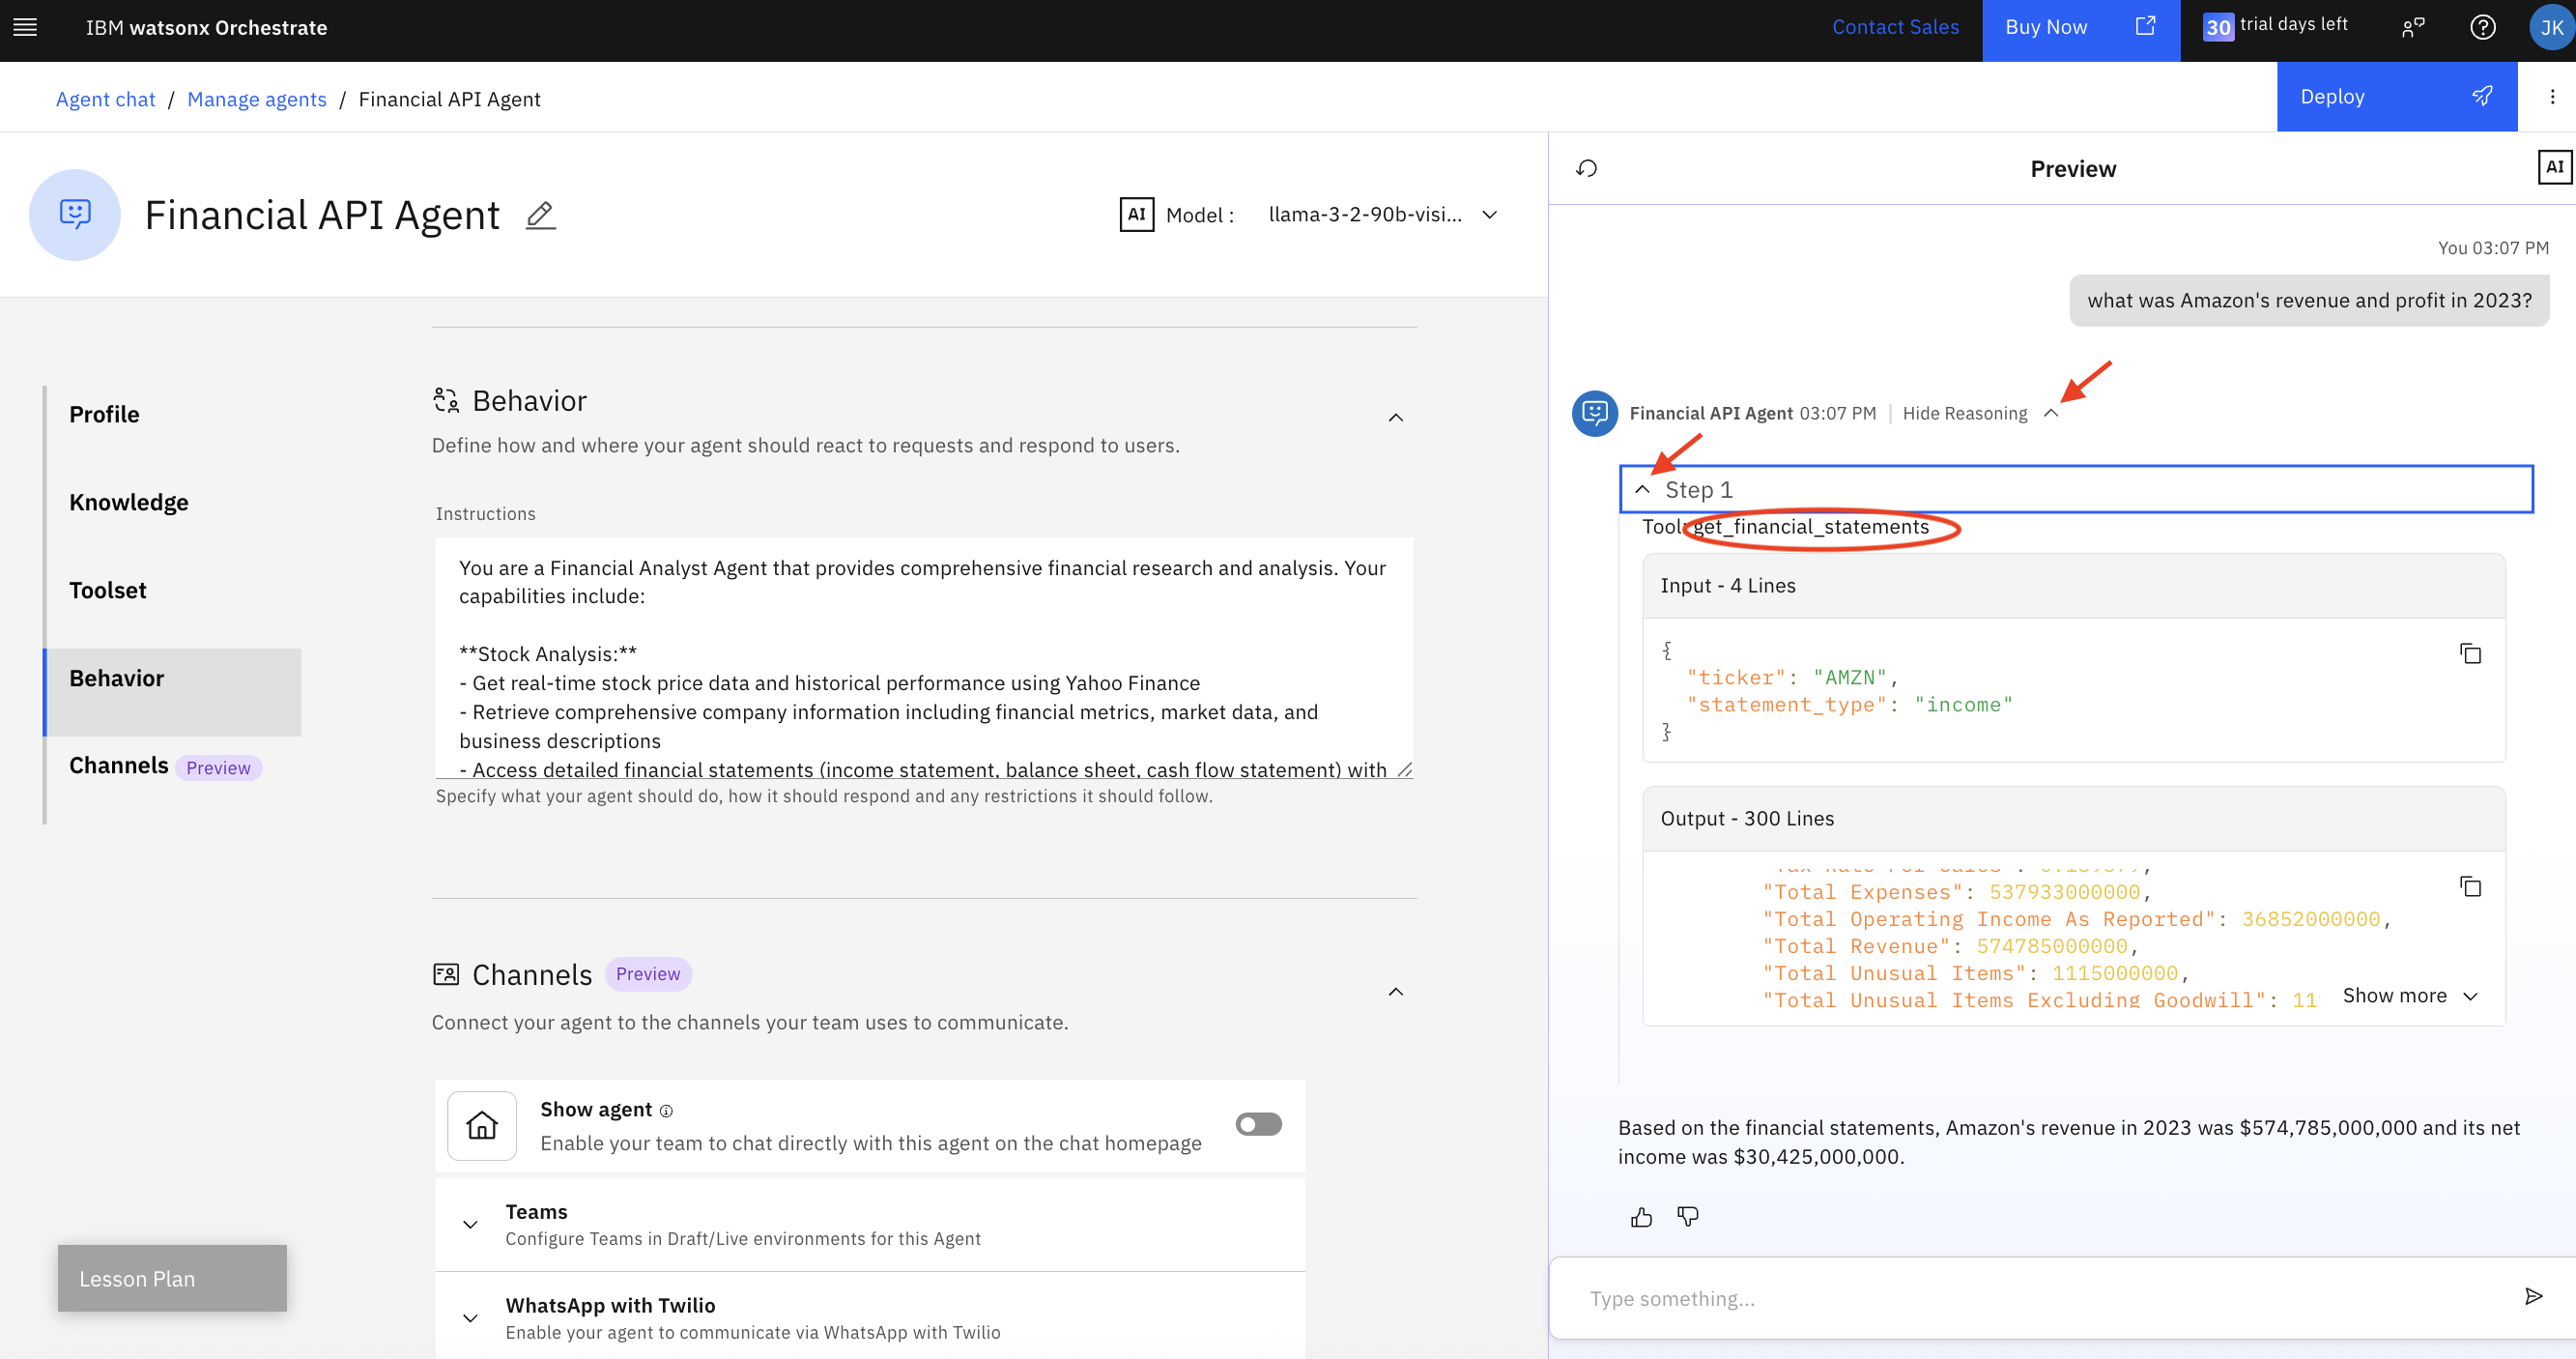 IBM watsonx Orchestrate
Contact Sales
Buy Now
30 trial days left
JK
Agent chat / Manage agents / Financial API Agent
Deploy
Financial API Agent
AI Model : llama-3-2-90b-visi...
Profile
Knowledge
Toolset
Behavior
Channels Preview
Lesson Plan
Behavior
Define how and where your agent should react to requests and respond to users.
Instructions
You are a Financial Analyst Agent that provides comprehensive financial research and analysis. Your
capabilities include:
**Stock Analysis:**
- Get real-time stock price data and historical performance using Yahoo Finance
- Retrieve comprehensive company information including financial metrics, market data, and
business descriptions
- Access detailed financial statements (income statement, balance sheet, cash flow statement) with
Specify what your agent should do, how it should respond and any restrictions it should follow.
Channels Preview
Connect your agent to the channels your team uses to communicate.
Show agent
Enable your team to chat directly with this agent on the chat homepage
Teams
Configure Teams in Draft/Live environments for this Agent
WhatsApp with Twilio
Enable your agent to communicate via WhatsApp with Twilio
Preview
AI
You 03:07 PM
what was Amazon's revenue and profit in 2023?
Financial API Agent 03:07 PM | Hide Reasoning
Step 1
Tool: get_financial_statements
Input - 4 Lines
{
"ticker": "AMZN",
"statement_type": "income"
}
Output - 300 Lines
"Total Expenses": 537933000000,
"Total Operating Income As Reported": 36852000000,
"Total Revenue": 574785000000,
"Total Unusual Items": 1115000000,
"Total Unusual Items Excluding Goodwill": 11
Show more
Based on the financial statements, Amazon's revenue in 2023 was $574,785,000,000 and its net
income was $30,425,000,000.
Type something...